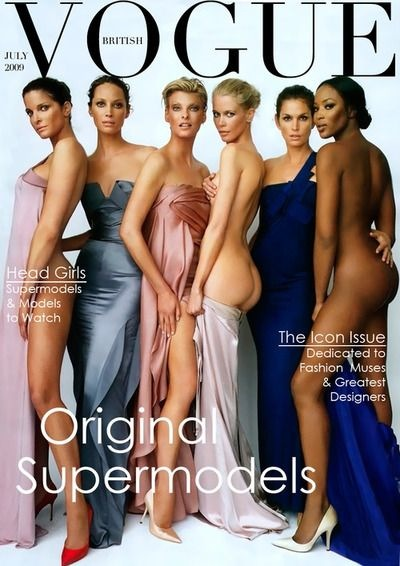 VOGUE
BRITISH
JULY
2009
Head Girls
Supermodels
& Models
to Watch
The Icon Issue
Dedicated to
Fashion Muses
& Greatest
Designers
Original
Supermodels